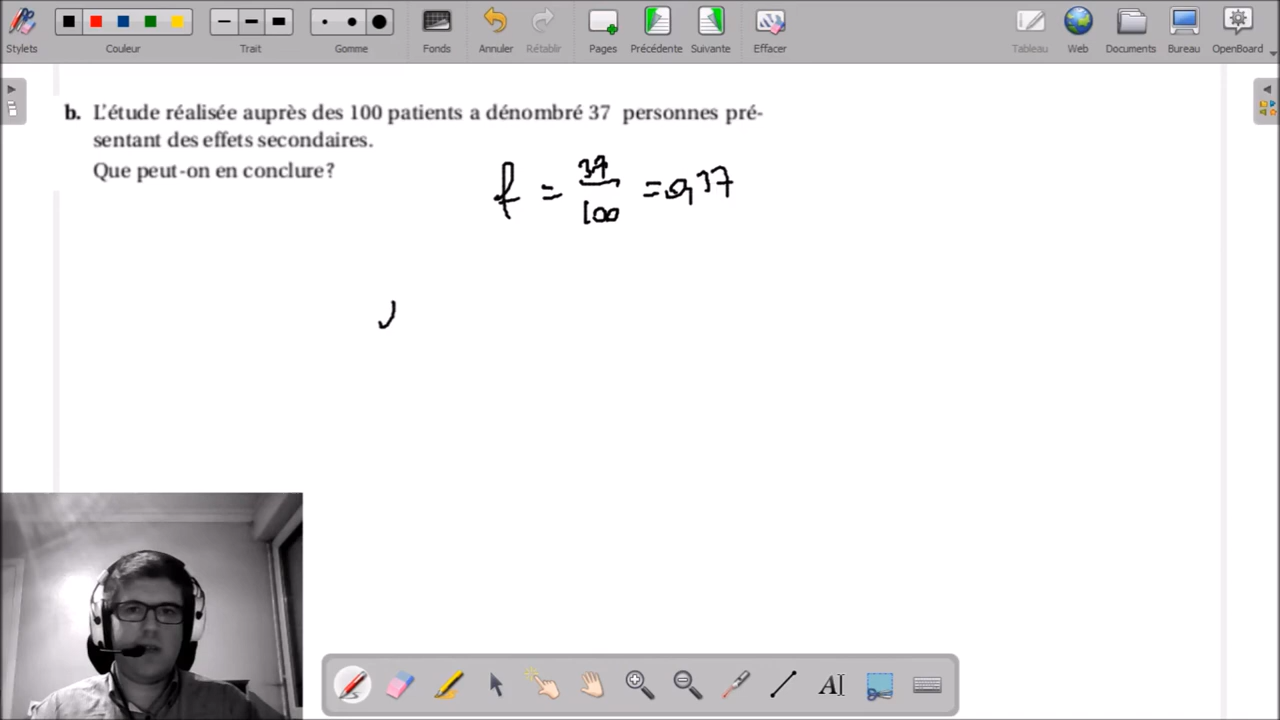 Stylets Couleur Trait Gomme Fonds Annuler Rétablir Pages Précédente Suivante Effacer Tableau Web Documents Bureau OpenBoard
b. L'étude réalisée auprès des 100 patients a dénombré 37 personnes pré-
sentant des effets secondaires.
Que peut-on en conclure?
f = 37/100 = 0,37
AI